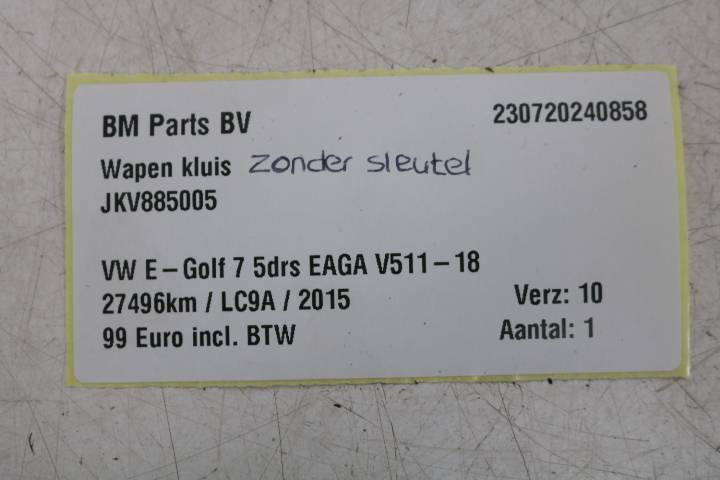 BM Parts BV 230720240858
Wapen kluis zonder sleutel
JKV885005
VW E-Golf 7 5drs EAGA V511-18
27496km / LC9A / 2015 Verz: 10
99 Euro incl. BTW Aantal: 1